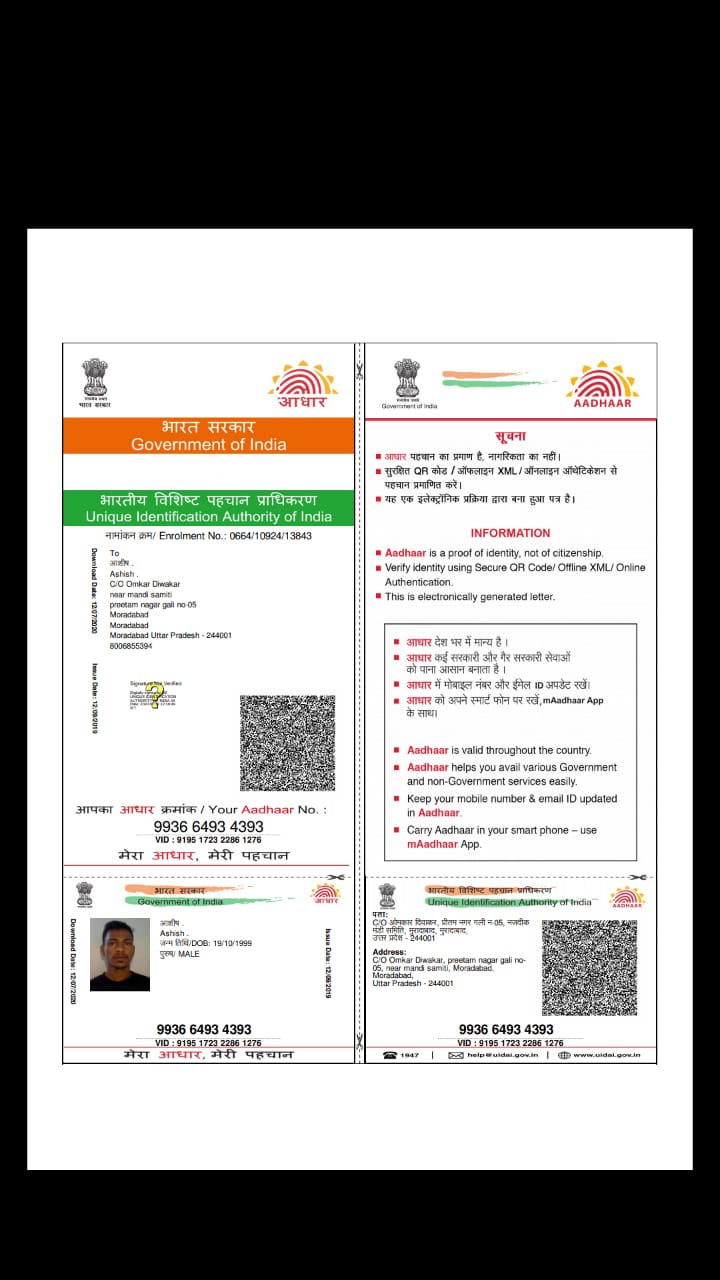 भारत सरकार
आधार
भारत सरकार
Government of India
भारतीय विशिष्ट पहचान प्राधिकरण
Unique Identification Authority of India
नामांकन क्रम/ Enrolment No.: 0664/10924/13843
Download Date: 12/07/2020
To
आशीष .
Ashish .
C/O Omkar Diwakar
near mandi samiti
preetam nagar gali no-05
Moradabad
Moradabad
Moradabad Uttar Pradesh - 244001
8006855394
Issue Date: 12/09/2019
Signature Not Verified
आपका आधार क्रमांक / Your Aadhaar No. :
9936 6493 4393
VID : 9195 1723 2286 1276
मेरा आधार, मेरी पहचान
Government of India
AADHAAR
सूचना
आधार पहचान का प्रमाण है, नागरिकता का नहीं।
सुरक्षित QR कोड / ऑफलाइन XML / ऑनलाइन ऑथेंटिकेशन से
पहचान प्रमाणित करें।
यह एक इलेक्ट्रॉनिक प्रक्रिया द्वारा बना हुआ पत्र है।
INFORMATION
Aadhaar is a proof of identity, not of citizenship.
Verify identity using Secure QR Code/ Offline XML/ Online
Authentication.
This is electronically generated letter.
आधार देश भर में मान्य है ।
आधार कई सरकारी और गैर सरकारी सेवाओं
को पाना आसान बनाता है ।
आधार में मोबाइल नंबर और ईमेल ID अपडेट रखें।
आधार को अपने स्मार्ट फोन पर रखें, mAadhaar App
के साथ।
Aadhaar is valid throughout the country.
Aadhaar helps you avail various Government
and non-Government services easily.
Keep your mobile number & email ID updated
in Aadhaar.
Carry Aadhaar in your smart phone – use
mAadhaar App.
भारत सरकार
Government of India
आधार
Download Date: 12/07/2020
आशीष .
Ashish .
जन्म तिथि/DOB: 19/10/1999
पुरुष/ MALE
Issue Date: 12/09/2019
9936 6493 4393
VID : 9195 1723 2286 1276
मेरा आधार, मेरी पहचान
भारतीय विशिष्ट पहचान प्राधिकरण
Unique Identification Authority of India
AADHAAR
पता:
C/O ओमकार दिवाकर, प्रीतम नगर गली न-05, नजदीक
मंडी समिति, मुरादाबाद, मुरादाबाद,
उत्तर प्रदेश - 244001
Address:
C/O Omkar Diwakar, preetam nagar gali no-
05, near mandi samiti, Moradabad,
Moradabad,
Uttar Pradesh - 244001
9936 6493 4393
VID : 9195 1723 2286 1276
1947 | help@uidai.gov.in | www.uidai.gov.in